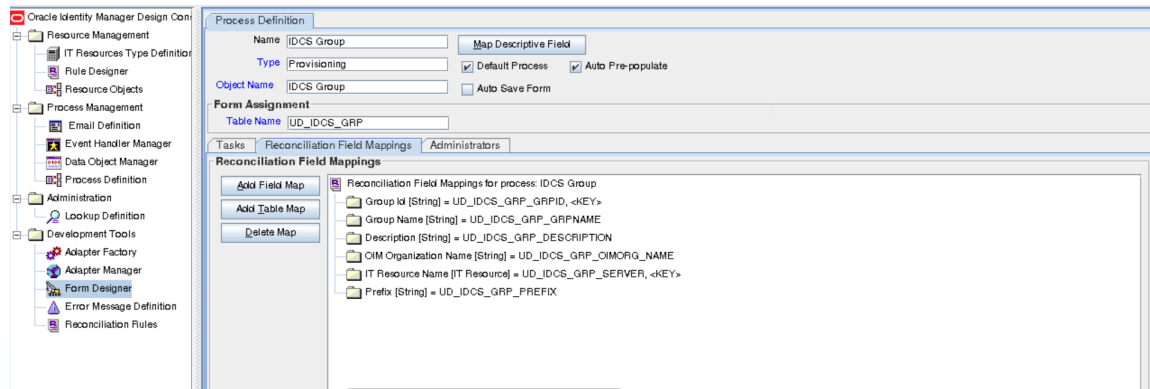 Oracle Identity Manager Design Con
Resource Management
IT Resources Type Definition
Rule Designer
Resource Objects
Process Management
Email Definition
Event Handler Manager
Data Object Manager
Process Definition
Administration
Lookup Definition
Development Tools
Adapter Factory
Adapter Manager
Form Designer
Error Message Definition
Reconciliation Rules
Process Definition
Name IDCS Group Map Descriptive Field
Type Provisioning Default Process Auto Pre-populate
Object Name IDCS Group Auto Save Form
Form Assignment
Table Name UD_IDCS_GRP
Tasks Reconciliation Field Mappings Administrators
Reconciliation Field Mappings
Add Field Map
Add Table Map
Delete Map
Reconciliation Field Mappings for process: IDCS Group
Group Id [String] = UD_IDCS_GRP_GRPID, <KEY>
Group Name [String] = UD_IDCS_GRP_GRPNAME
Description [String] = UD_IDCS_GRP_DESCRIPTION
OIM Organization Name [String] = UD_IDCS_GRP_OIMORG_NAME
IT Resource Name [IT Resource] = UD_IDCS_GRP_SERVER, <KEY>
Prefix [String] = UD_IDCS_GRP_PREFIX